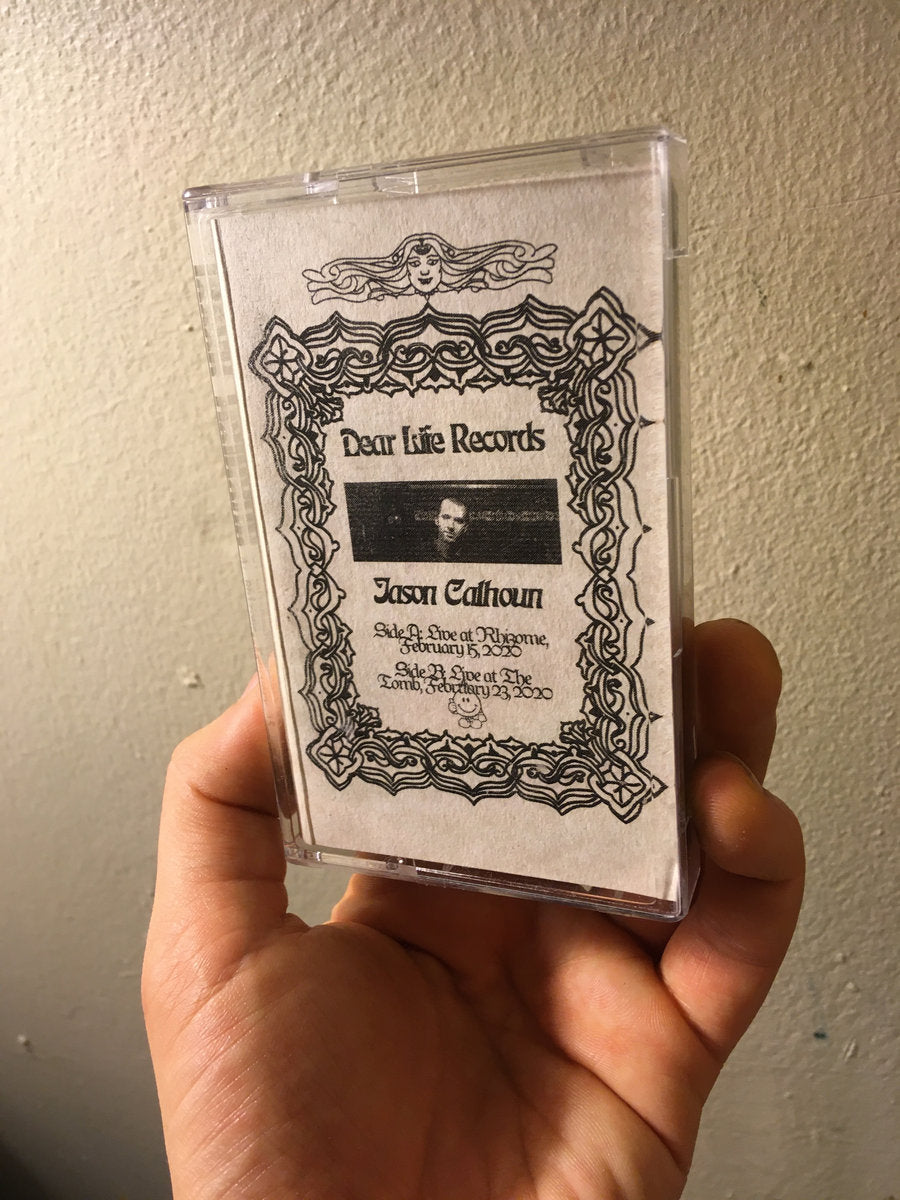 Dear Life Records
Jason Calhoun
Side A: Live at Rhizome,
February 15, 2020
Side B: Live at The
Tomb, February 23, 2020